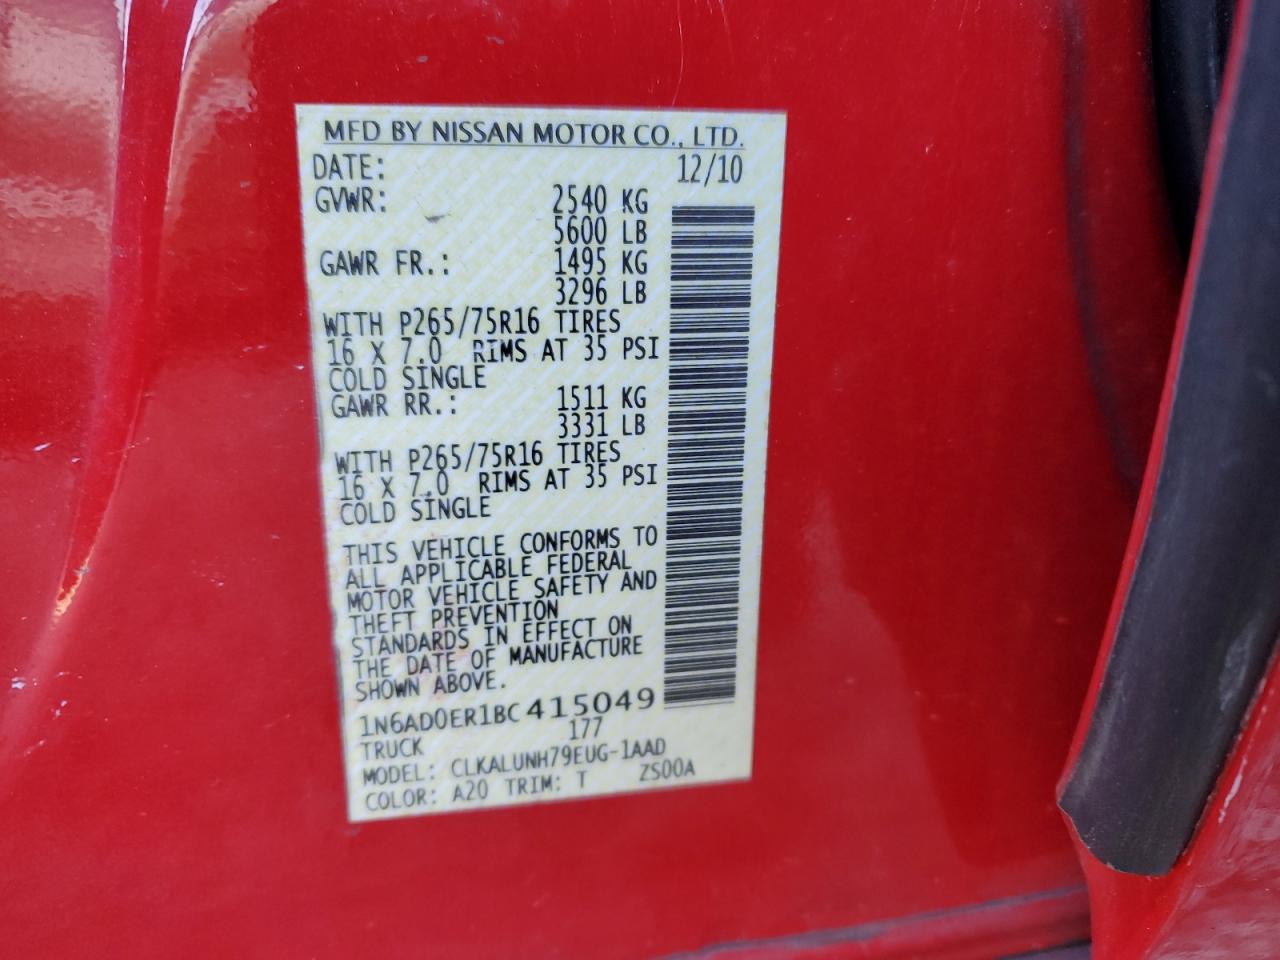 MFD BY NISSAN MOTOR CO., LTD.
DATE: 12/10
GVWR: 2540 KG
5600 LB
GAWR FR.: 1495 KG
3296 LB
WITH P265/75R16 TIRES
16 X 7.0 RIMS AT 35 PSI
COLD SINGLE
GAWR RR.: 1511 KG
3331 LB
WITH P265/75R16 TIRES
16 X 7.0 RIMS AT 35 PSI
COLD SINGLE
THIS VEHICLE CONFORMS TO
ALL APPLICABLE FEDERAL
MOTOR VEHICLE SAFETY AND
THEFT PREVENTION
STANDARDS IN EFFECT ON
THE DATE OF MANUFACTURE
SHOWN ABOVE.
1N6AD0ER1BC415049
TRUCK 177
MODEL: CLKALUNH79EUG-1AAD
COLOR: A20 TRIM: T ZS00A